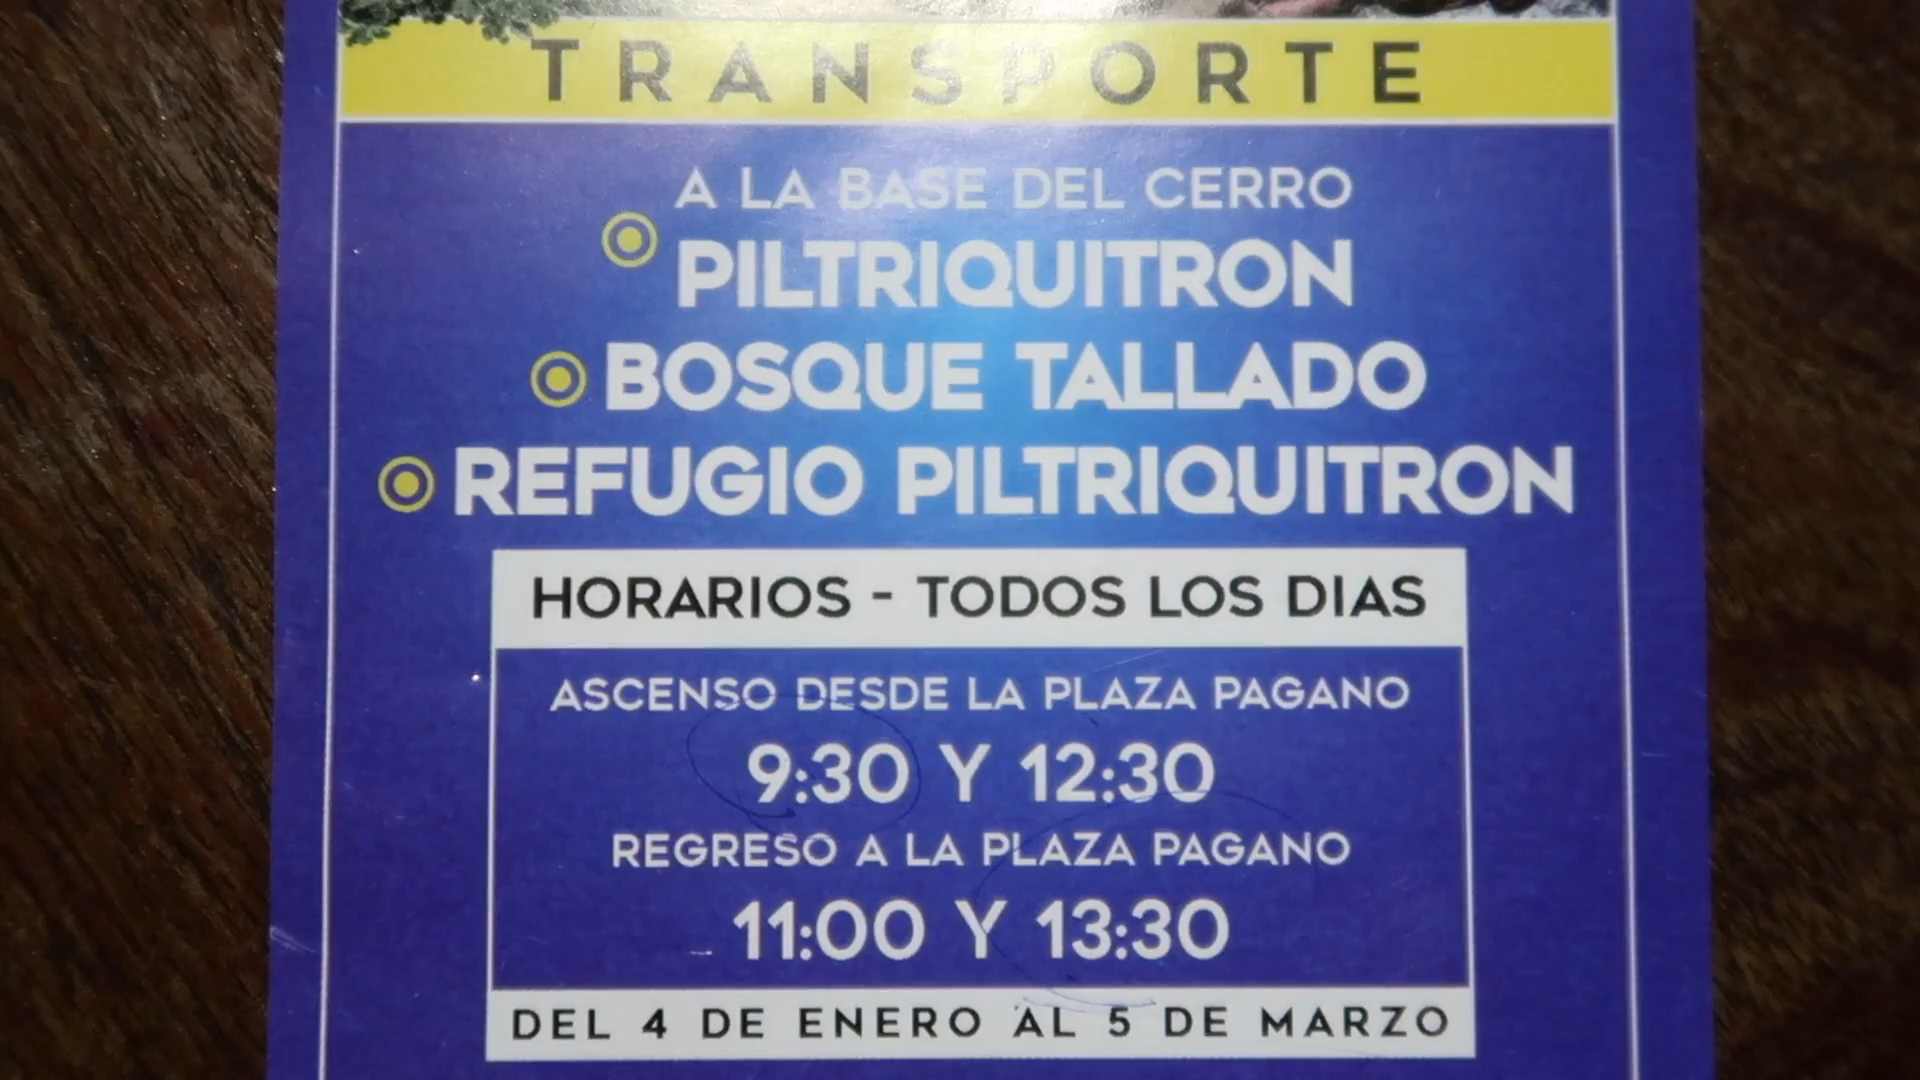 TRANSPORTE
A LA BASE DEL CERRO
PILTRIQUITRON
BOSQUE TALLADO
REFUGIO PILTRIQUITRON
HORARIOS - TODOS LOS DIAS
ASCENSO DESDE LA PLAZA PAGANO
9:30 Y 12:30
REGRESO A LA PLAZA PAGANO
11:00 Y 13:30
DEL 4 DE ENERO AL 5 DE MARZO